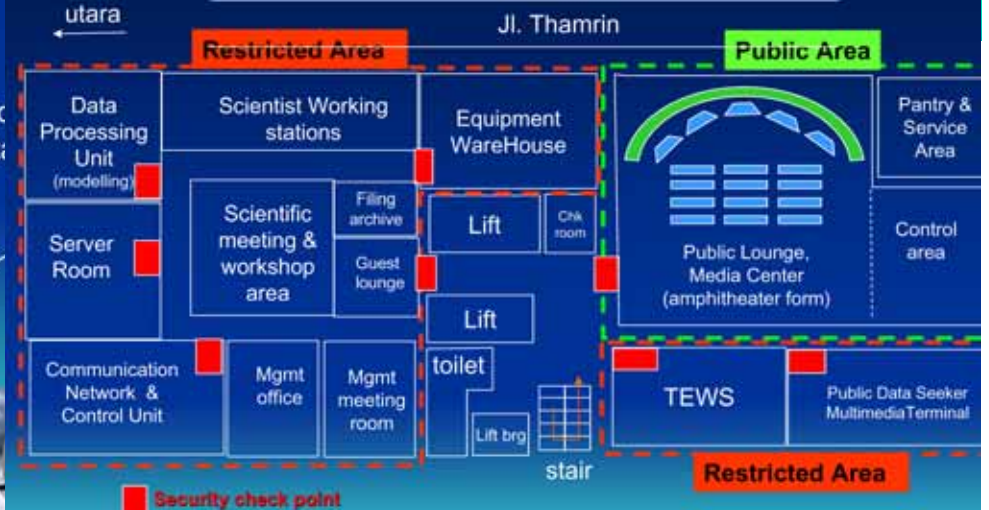 utara
Jl. Thamrin
Restricted Area
Public Area
Data
Processing
Unit
(modelling)
Scientist Working
stations
Equipment
WareHouse
Pantry &
Service
Area
Server
Room
Scientific
meeting &
workshop
area
Filing
archive
Guest
lounge
Lift
Chk
room
Public Lounge,
Media Center
(amphitheater form)
Control
area
Lift
Communication
Network &
Control Unit
Mgmt
office
Mgmt
meeting
room
toilet
Lift brg
stair
TEWS
Public Data Seeker
MultimediaTerminal
Restricted Area
Security check point